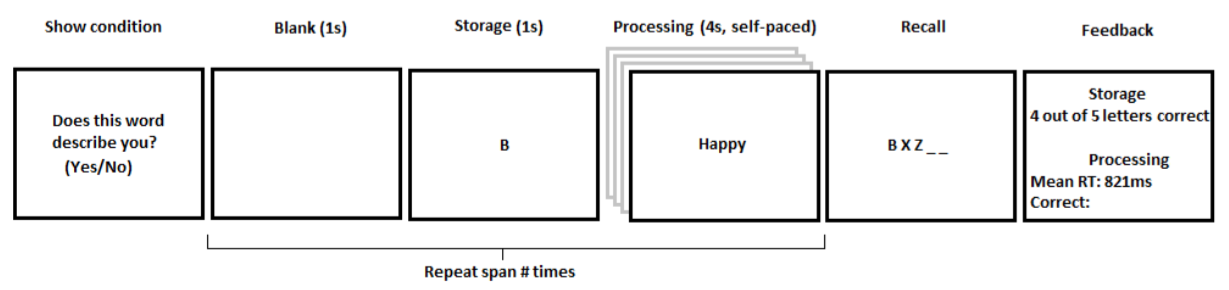 Show condition
Blank (1s)
Storage (1s)
Processing (4s, self-paced)
Recall
Feedback
Does this word
describe you?
(Yes/No)
B
Happy
B X Z _ _
Storage
4 out of 5 letters correct
Processing
Mean RT: 821ms
Correct:
Repeat span # times